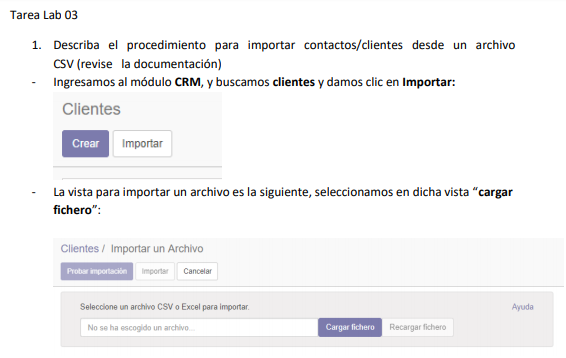 Tarea Lab 03
1. Describa el procedimiento para importar contactos/clientes desde un archivo
CSV (revise la documentación)
- Ingresamos al módulo CRM, y buscamos clientes y damos clic en Importar:
Clientes
Crear Importar
- La vista para importar un archivo es la siguiente, seleccionamos en dicha vista “cargar
fichero”:
Clientes / Importar un Archivo
Probar importación Importar Cancelar
Seleccione un archivo CSV o Excel para importar. Ayuda
No se ha escogido un archivo... Cargar fichero Recargar fichero